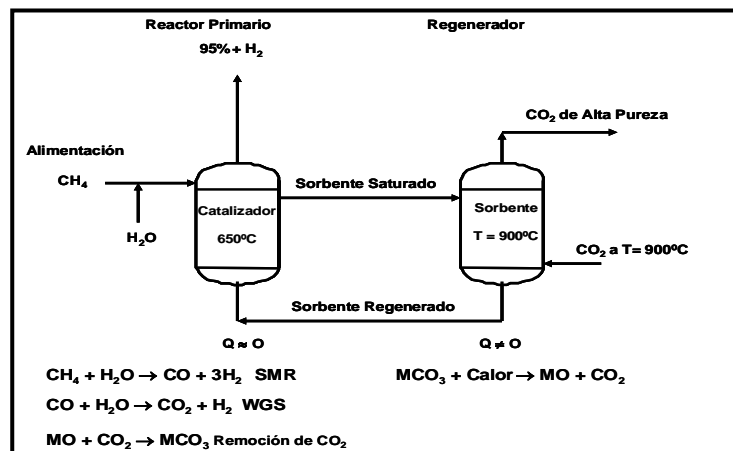 Reactor Primario
Regenerador
95%+ H₂
CO₂ de Alta Pureza
Alimentación
CH₄
H₂O
Catalizador
650ºC
Sorbente Saturado
Sorbente
T = 900ºC
CO₂ a T= 900ºC
Sorbente Regenerado
Q ≈ O
Q ≠ O
CH₄ + H₂O → CO + 3H₂ SMR
MCO₃ + Calor → MO + CO₂
CO + H₂O → CO₂ + H₂ WGS
MO + CO₂ → MCO₃ Remoción de CO₂